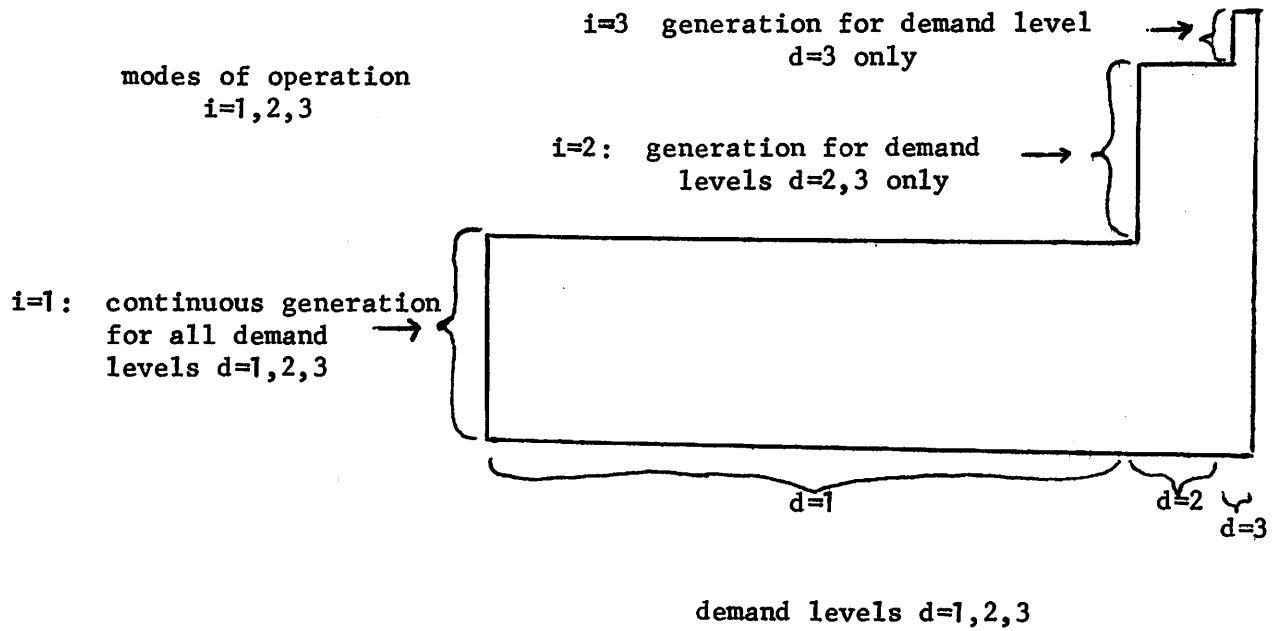 i=3 generation for demand level
d=3 only
modes of operation
i=1,2,3
i=2: generation for demand
levels d=2,3 only
i=1: continuous generation
for all demand
levels d=1,2,3
d=1
d=2
d=3
demand levels d=1,2,3